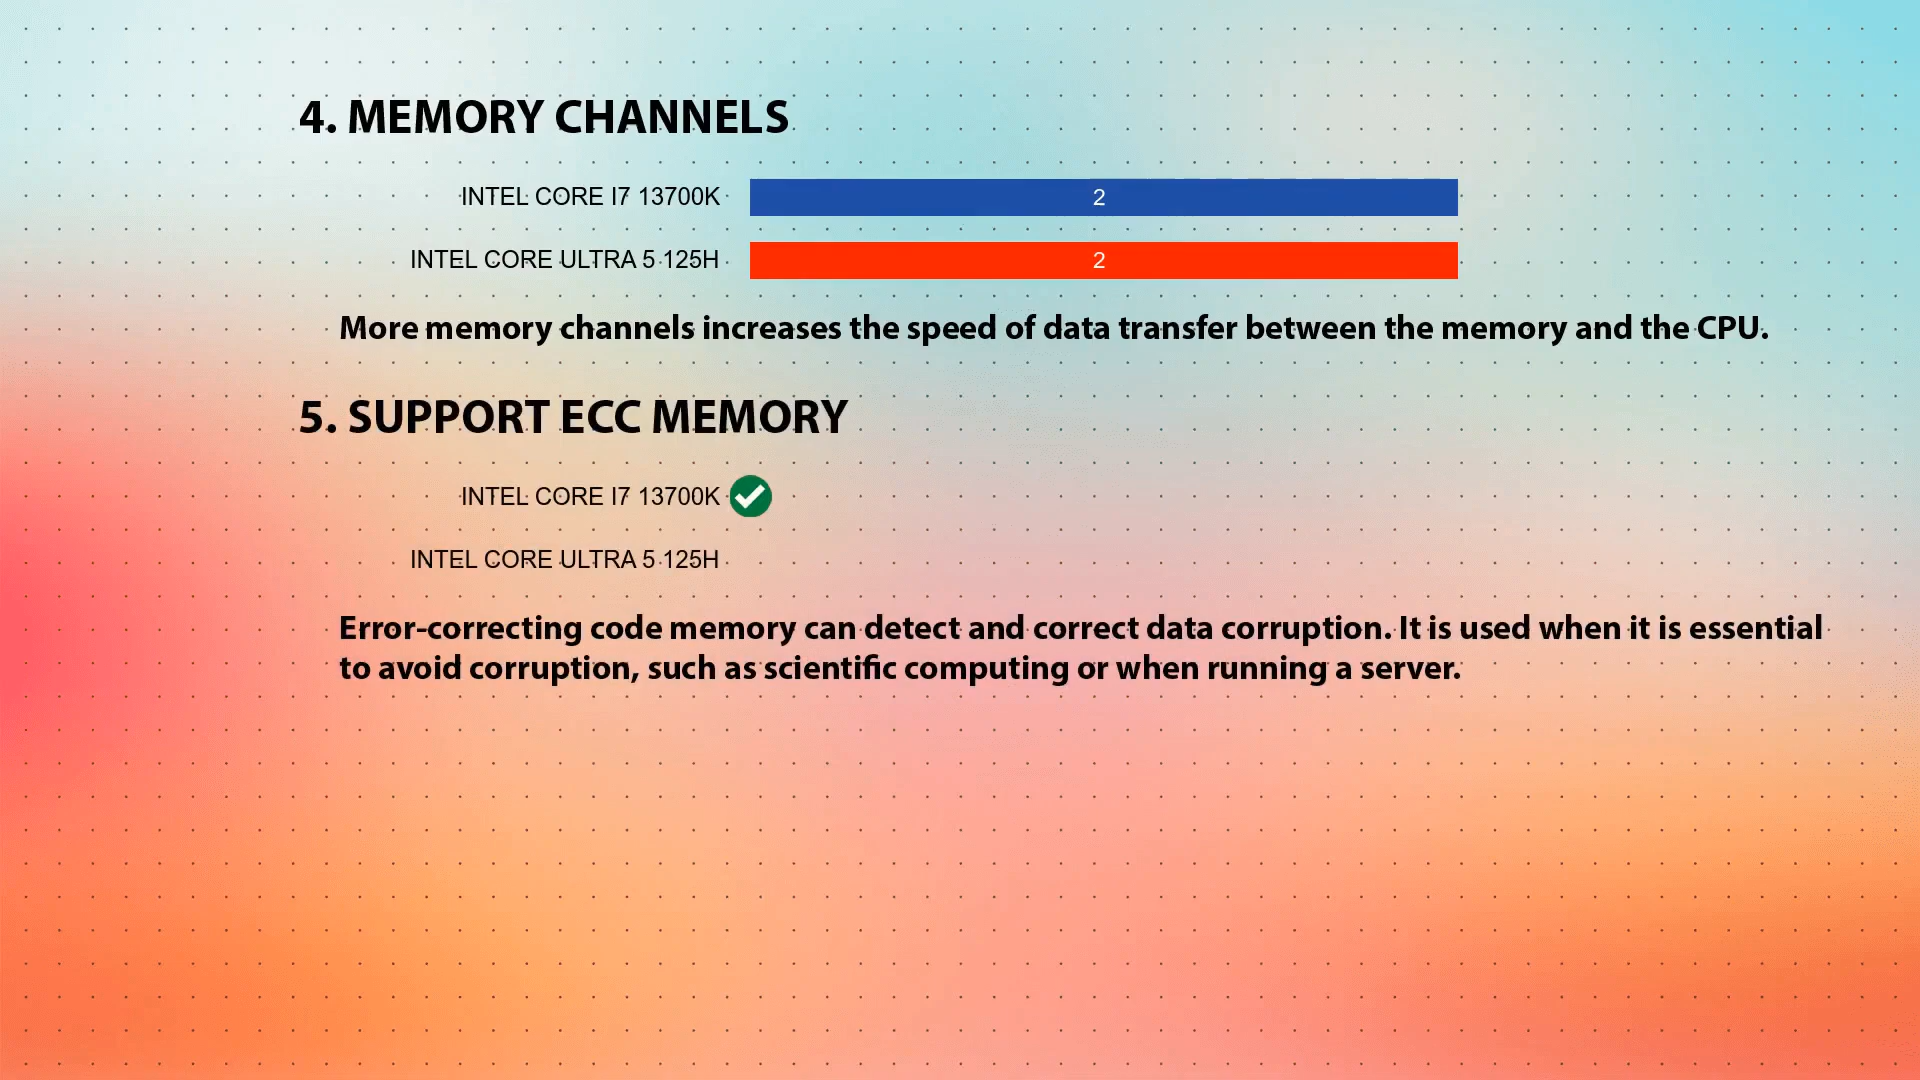 4. MEMORY CHANNELS
INTEL CORE I7 13700K
2
INTEL CORE ULTRA 5 125H
2
More memory channels increases the speed of data transfer between the memory and the CPU.
5. SUPPORT ECC MEMORY
INTEL CORE I7 13700K
INTEL CORE ULTRA 5 125H
Error-correcting code memory can detect and correct data corruption. It is used when it is essential
to avoid corruption, such as scientific computing or when running a server.